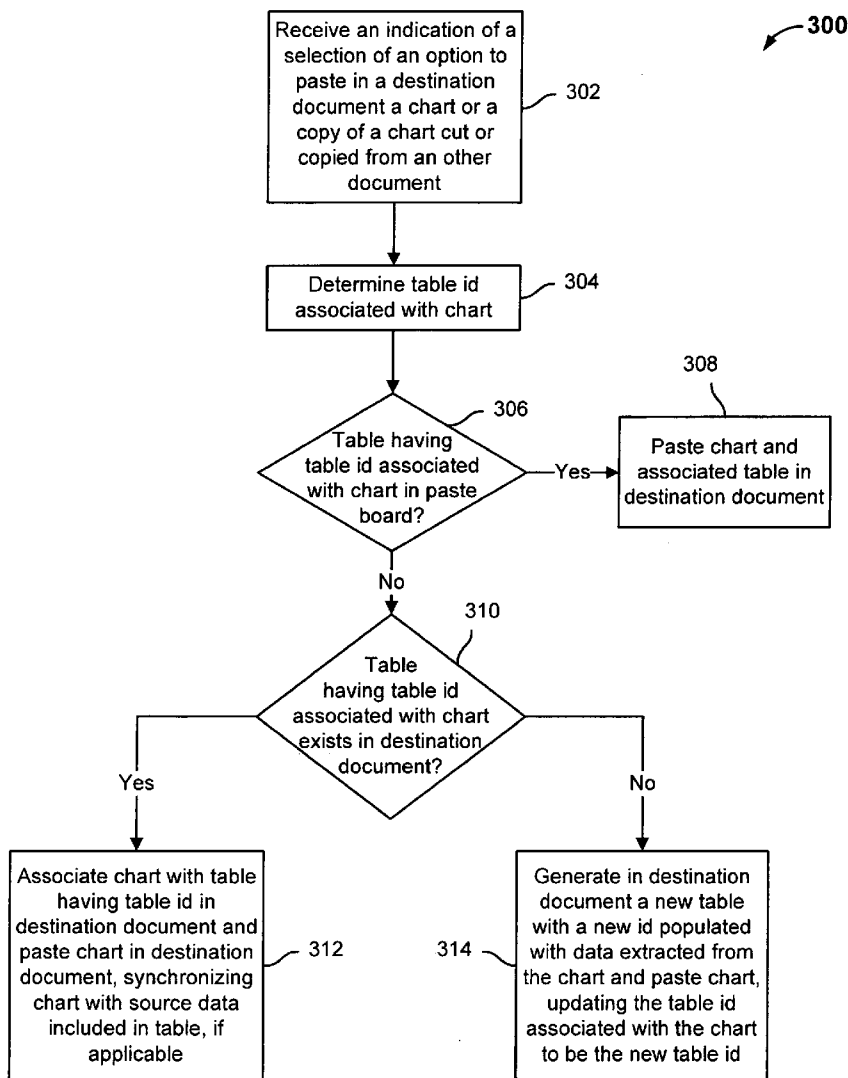 300
Receive an indication of a
selection of an option to
paste in a destination
document a chart or a
copy of a chart cut or
copied from an other
document
302
Determine table id
associated with chart
304
306
Table having
table id associated
with chart in paste
board?
Yes
308
Paste chart and
associated table in
destination document
No
310
Table
having table id
associated with chart
exists in destination
document?
Yes
No
Associate chart with table
having table id in
destination document and
paste chart in destination
document, synchronizing
chart with source data
included in table, if
applicable
312
314
Generate in destination
document a new table
with a new id populated
with data extracted from
the chart and paste chart,
updating the table id
associated with the chart
to be the new table id